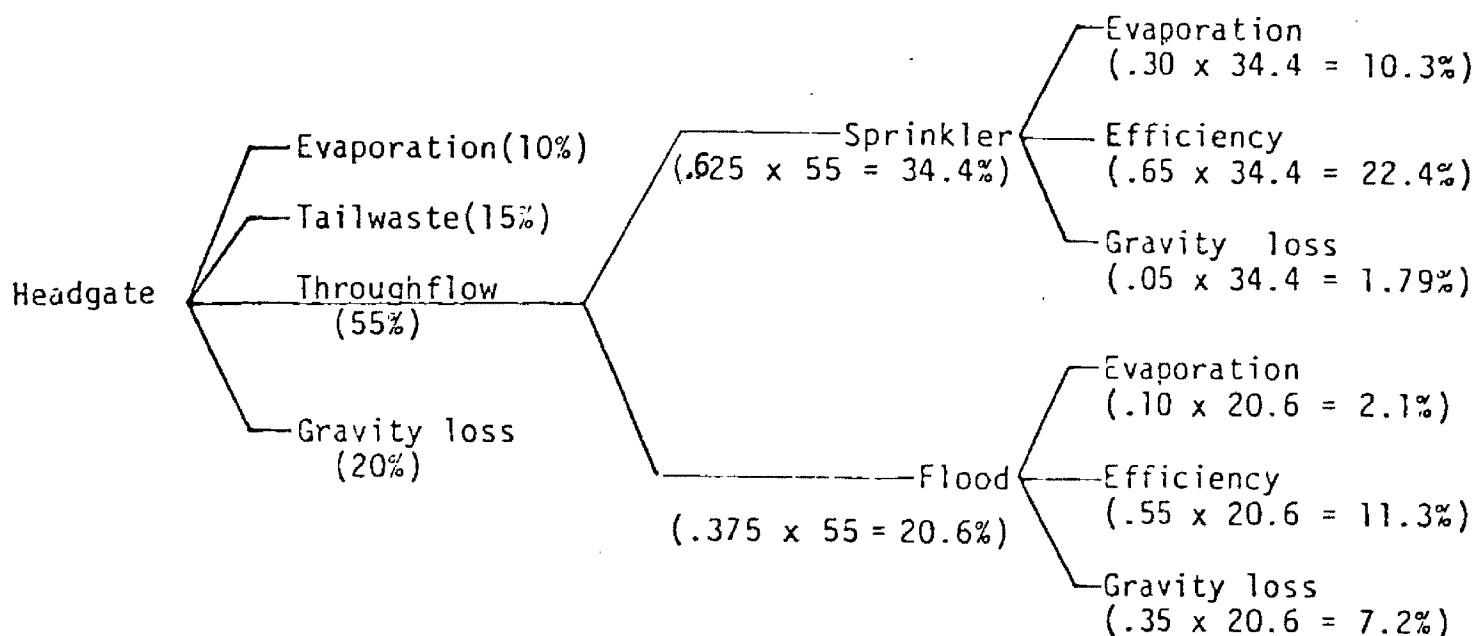 Headgate
Evaporation(10%)
Tailwaste(15%)
Throughflow
(55%)
Gravity loss
(20%)
Sprinkler
(.625 x 55 = 34.4%)
Evaporation
(.30 x 34.4 = 10.3%)
Efficiency
(.65 x 34.4 = 22.4%)
Gravity loss
(.05 x 34.4 = 1.79%)
Flood
(.375 x 55 = 20.6%)
Evaporation
(.10 x 20.6 = 2.1%)
Efficiency
(.55 x 20.6 = 11.3%)
Gravity loss
(.35 x 20.6 = 7.2%)